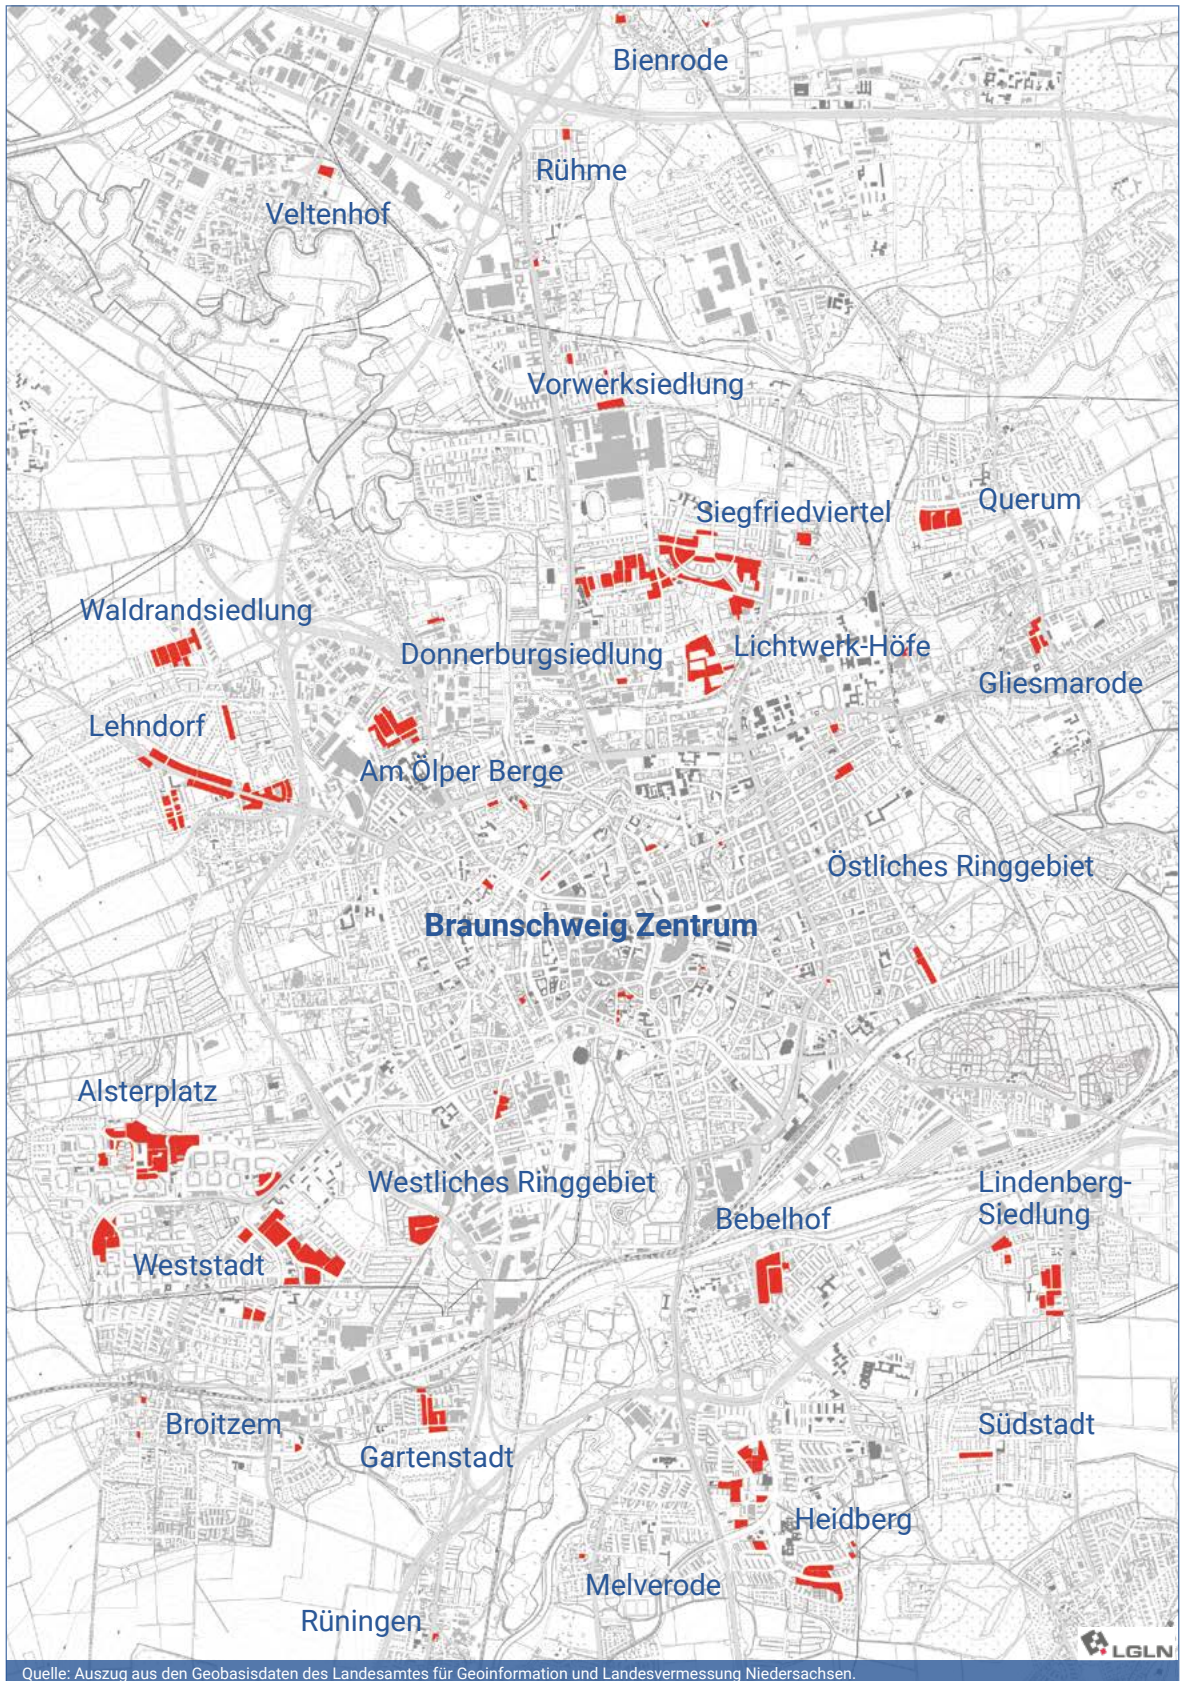 Bienrode
Rühme
Veltenhof
Vorwerksiedlung
Siegfriedviertel
Querum
Waldrandsiedlung
Donnerburgsiedlung
Lichtwerk-Höfe
Gliesmarode
Lehndorf
Am Ölper Berge
Östliches Ringgebiet
Braunschweig Zentrum
Alsterplatz
Westliches Ringgebiet
Lindenberg-
Siedlung
Bebelhof
Weststadt
Broitzem
Gartenstadt
Südstadt
Heidberg
Melverode
Rüningen
LGLN
Quelle: Auszug aus den Geobasisdaten des Landesamtes für Geoinformation und Landesvermessung Niedersachsen.